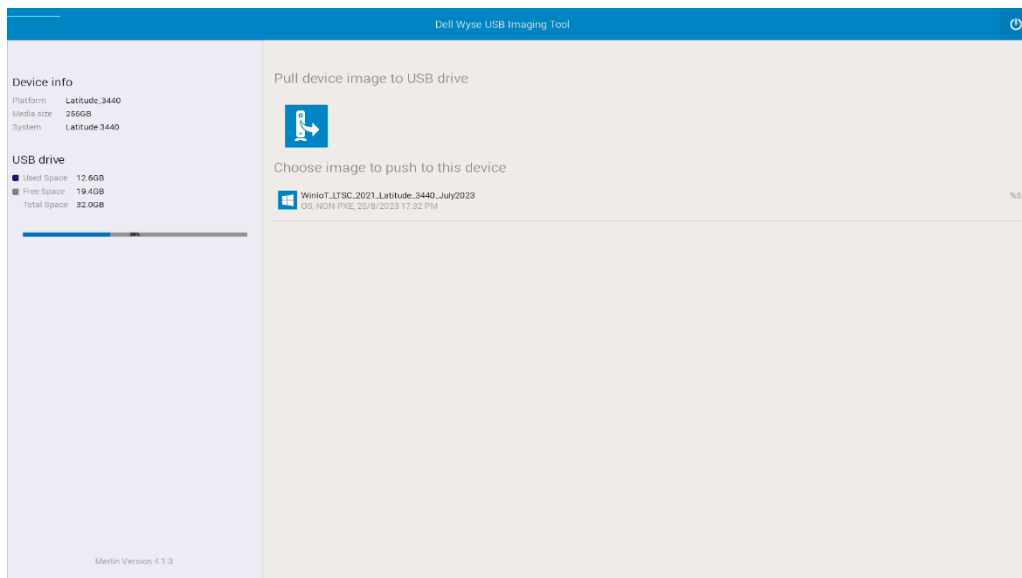 Dell Wyse USB Imaging Tool
Device info
Platform Latitude_3440
Media size 256GB
System Latitude 3440
USB drive
Used Space 12.6GB
Free Space 19.4GB
Total Space 32.0GB
Merlin Version 4.1.3
Pull device image to USB drive
Choose image to push to this device
WinIoT_LTSC_2021_Latitude_3440_July2023
OS, NON-PXE, 25/8/2023 17:32 PM